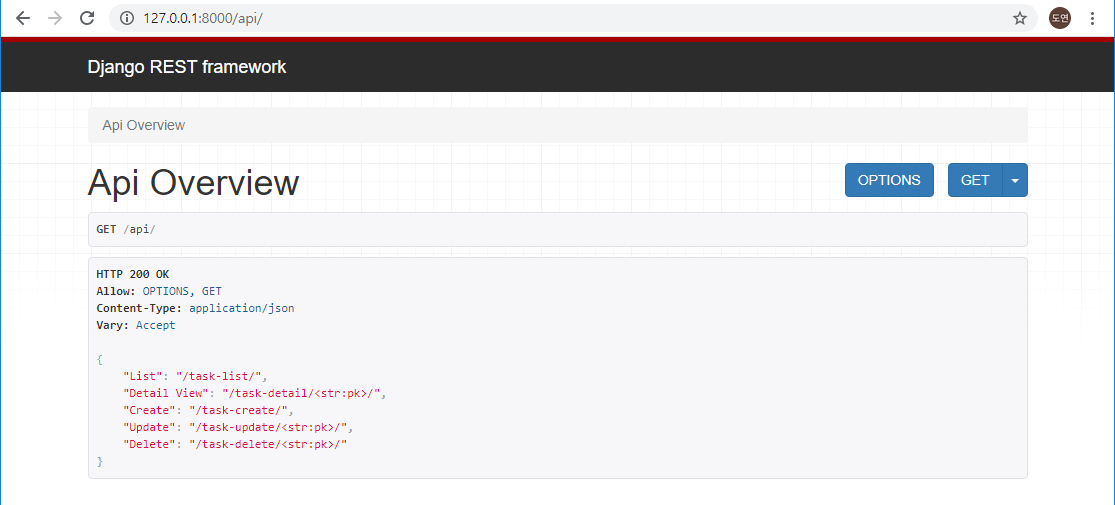 127.0.0.1:8000/api/
도연
Django REST framework
Api Overview
Api Overview
OPTIONS
GET
GET /api/
HTTP 200 OK
Allow: OPTIONS, GET
Content-Type: application/json
Vary: Accept
{
    "List": "/task-list/",
    "Detail View": "/task-detail/<str:pk>/",
    "Create": "/task-create/",
    "Update": "/task-update/<str:pk>/",
    "Delete": "/task-delete/<str:pk>/"
}